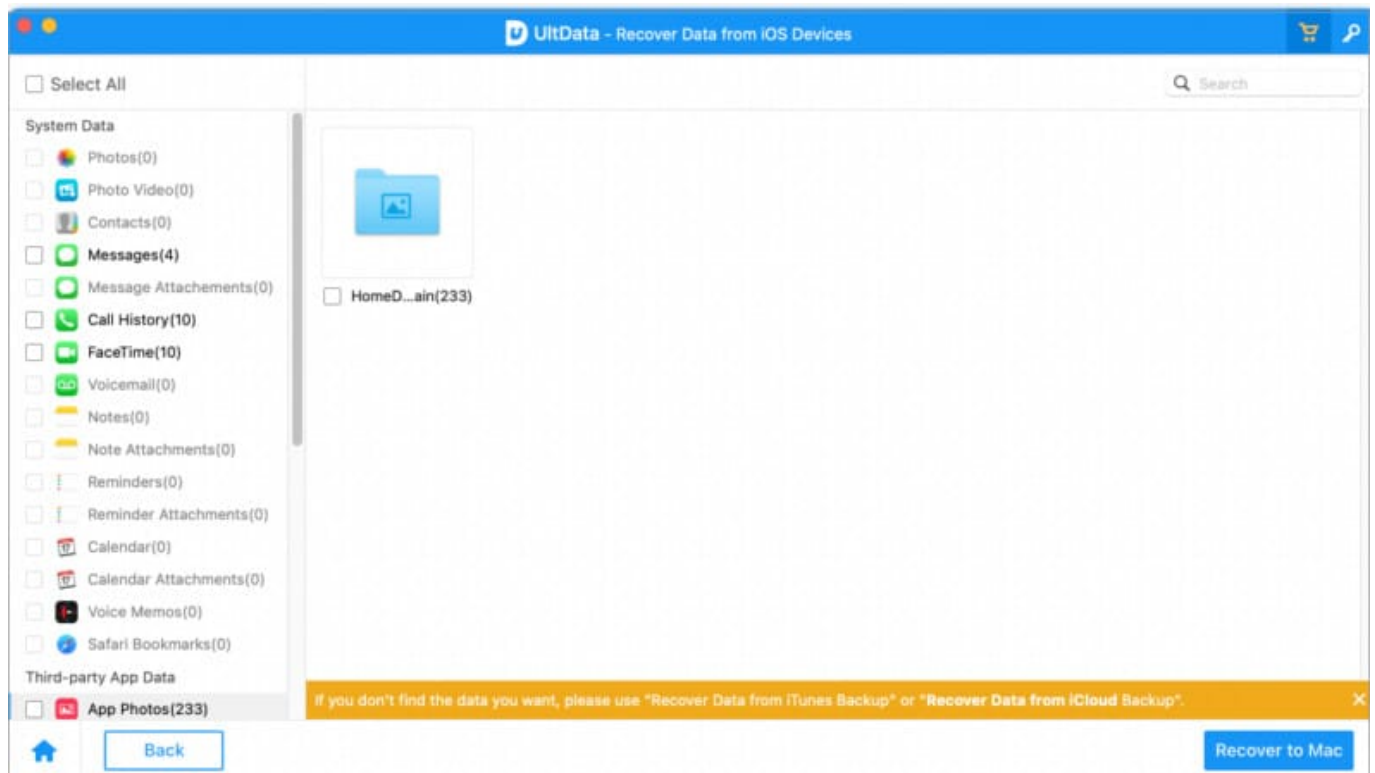 UltData - Recover Data from iOS Devices
Select All
Search
System Data
Photos(0)
Photo Video(0)
Contacts(0)
Messages(4)
Message Attachements(0)
Call History(10)
FaceTime(10)
Voicemail(0)
Notes(0)
Note Attachments(0)
Reminders(0)
Reminder Attachments(0)
Calendar(0)
Calendar Attachments(0)
Voice Memos(0)
Safari Bookmarks(0)
Third-party App Data
App Photos(233)
HomeD...ain(233)
If you don't find the data you want, please use "Recover Data from iTunes Backup" or "Recover Data from iCloud Backup".
Back
Recover to Mac